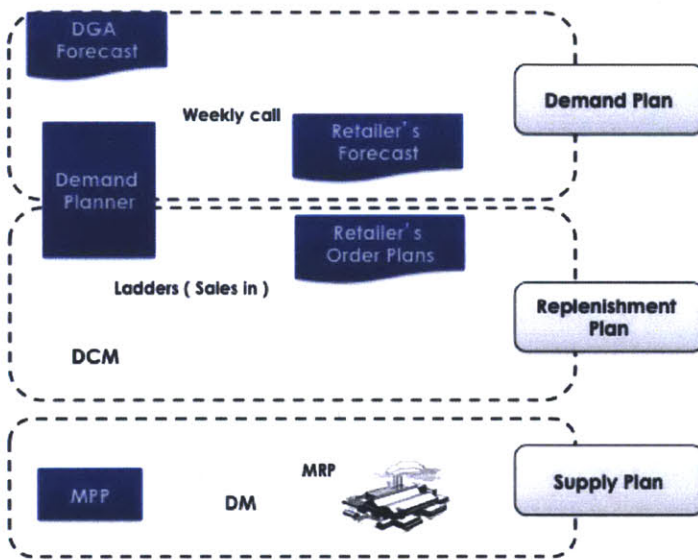 DGA
Forecast
Weekly call
Retailer's
Forecast
Demand Plan
Demand
Planner
Retailer's
Order Plans
Ladders ( Sales in )
Replenishment
Plan
DCM
MPP
DM
MRP
Supply Plan